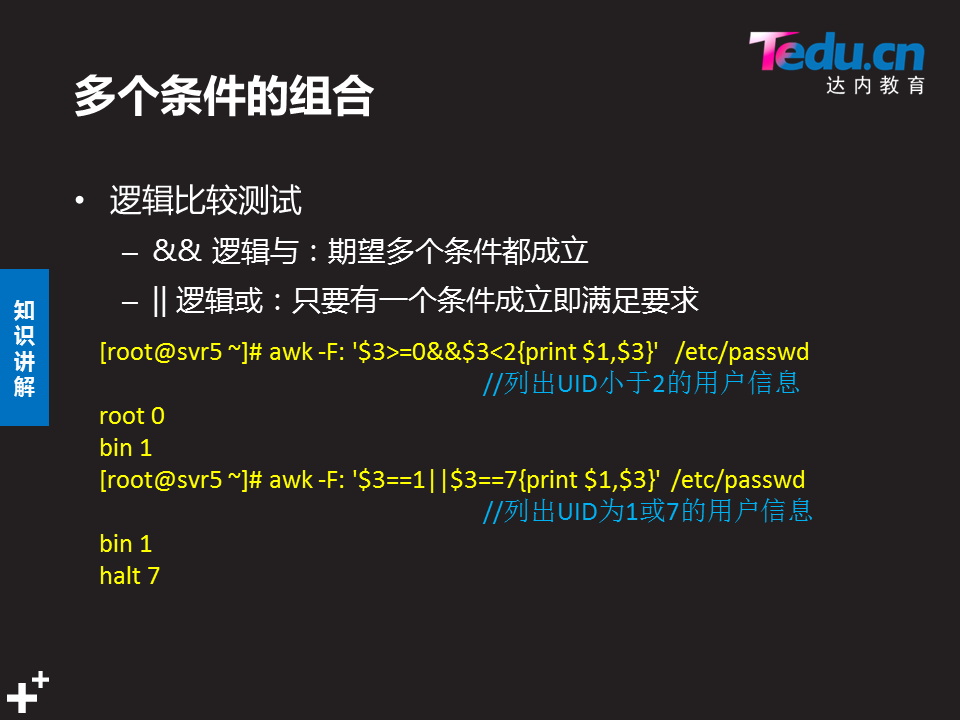 Tedu.cn
达内教育
多个条件的组合
• 逻辑比较测试
– && 逻辑与：期望多个条件都成立
– || 逻辑或：只要有一个条件成立即满足要求
知识讲解
[root@svr5 ~]# awk -F: '$3>=0&&$3<2{print $1,$3}' /etc/passwd
//列出UID小于2的用户信息
root 0
bin 1
[root@svr5 ~]# awk -F: '$3==1||$3==7{print $1,$3}' /etc/passwd
//列出UID为1或7的用户信息
bin 1
halt 7